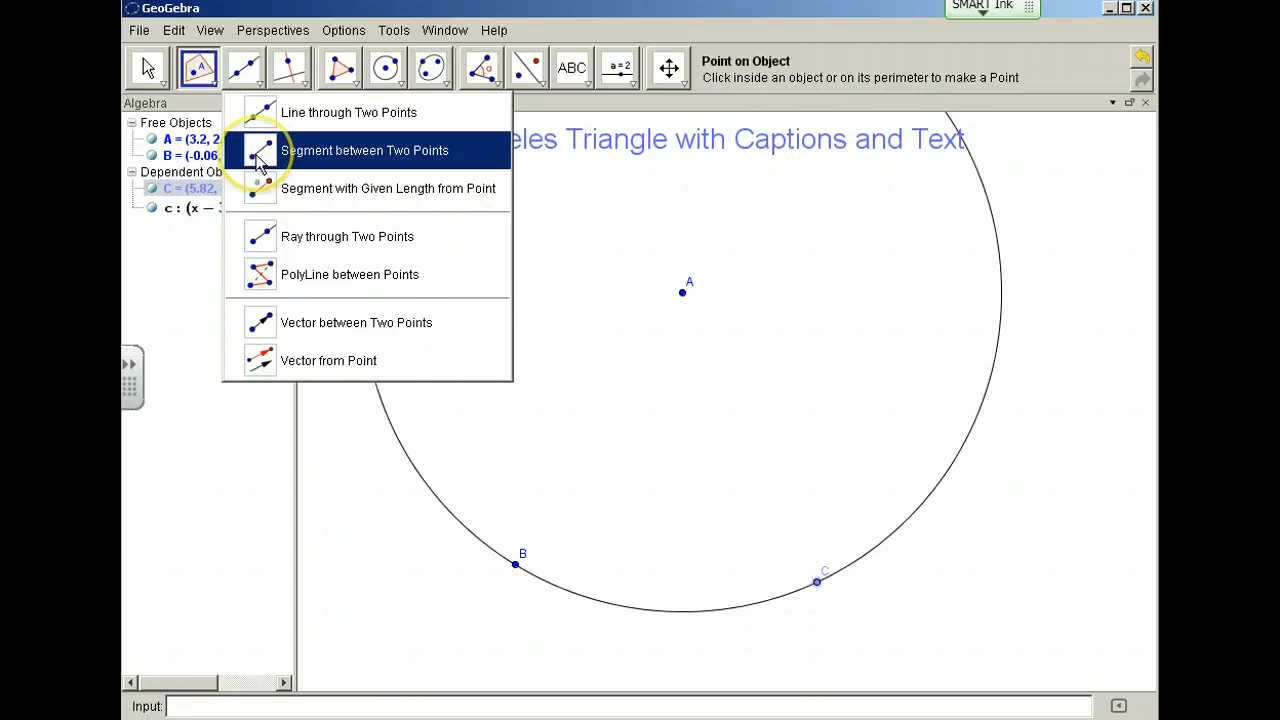 GeoGebra
SMART Ink
File Edit View Perspectives Options Tools Window Help
A
α
ABC
a = 2
Point on Object
Click inside an object or on its perimeter to make a Point
Algebra
Free Objects
A = (3.2, 2
B = (-0.06,
Dependent Ob
C = (5.82,
c : (x −
Line through Two Points
Segment between Two Points
a
Segment with Given Length from Point
Ray through Two Points
PolyLine between Points
Vector between Two Points
Vector from Point
eles Triangle with Captions and Text
A
B
C
Input: